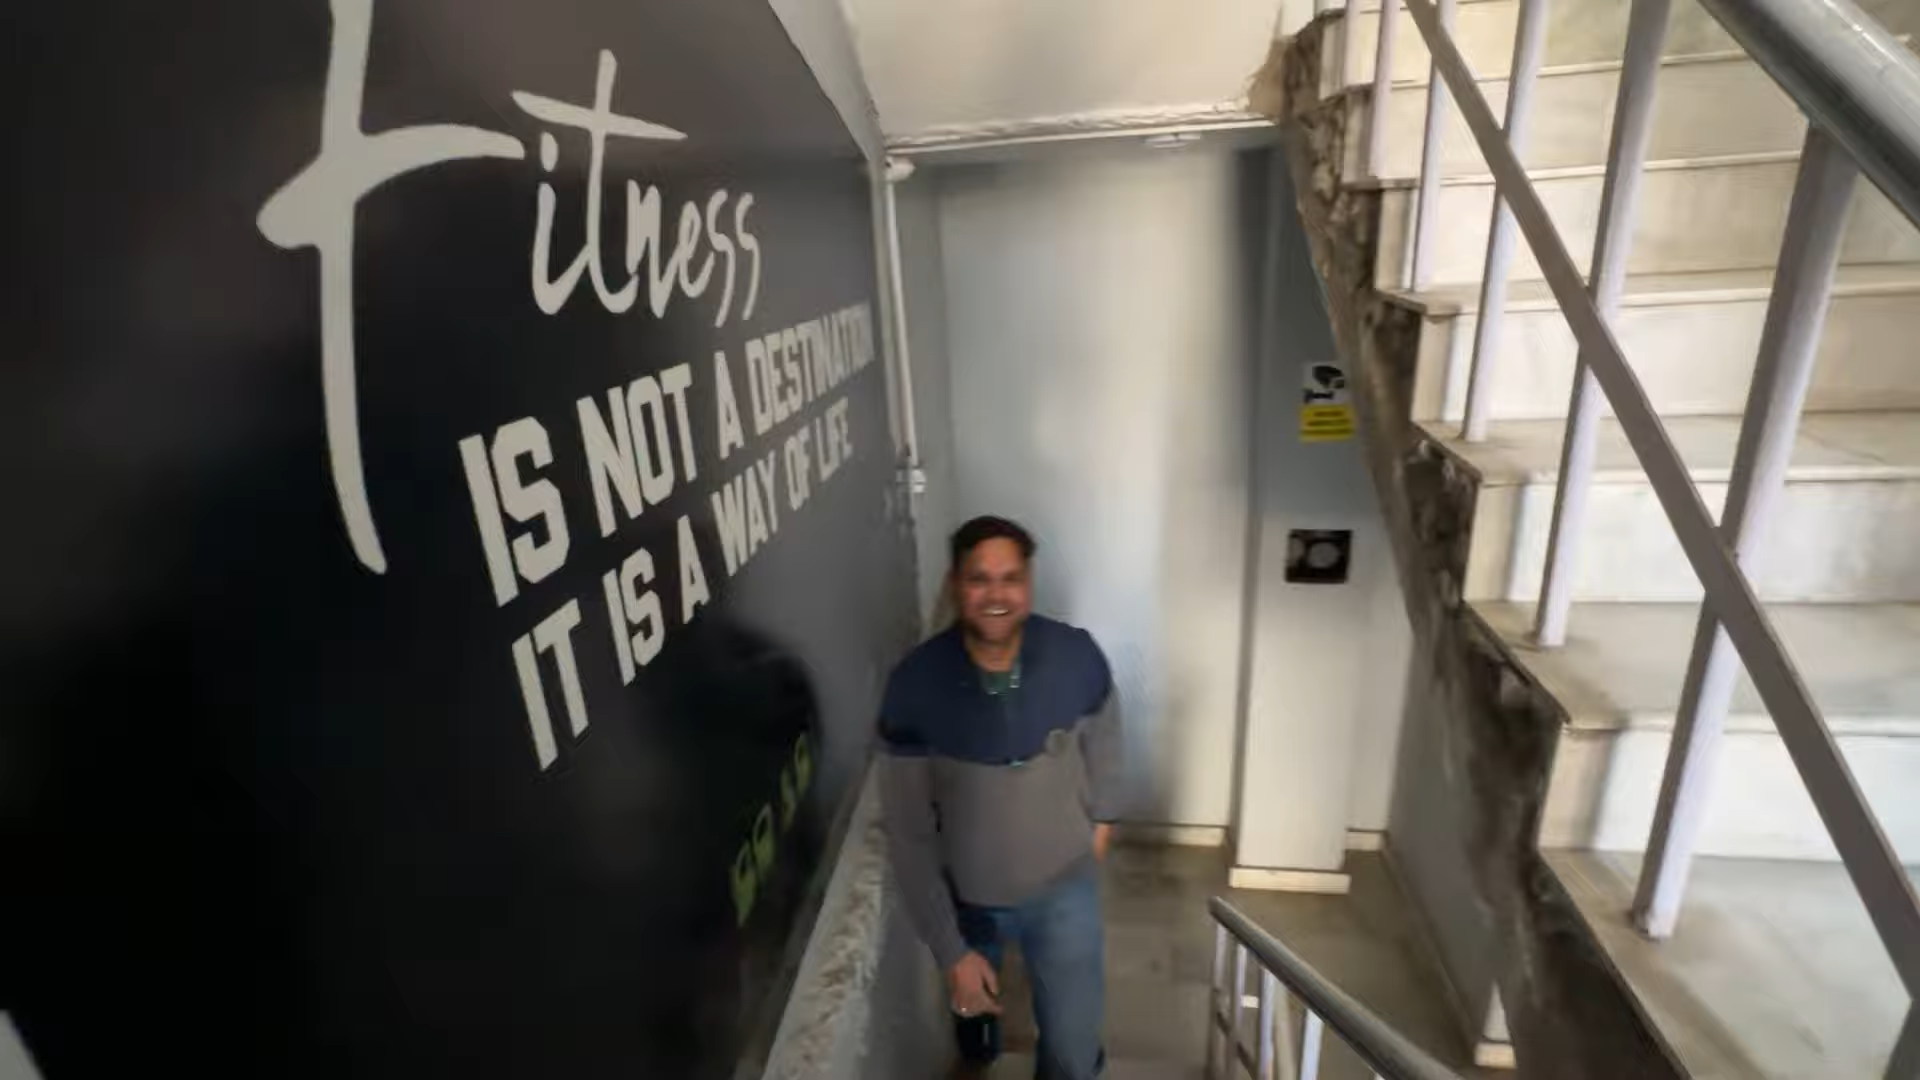 Fitness
IS NOT A DESTINATION
IT IS A WAY OF LIFE